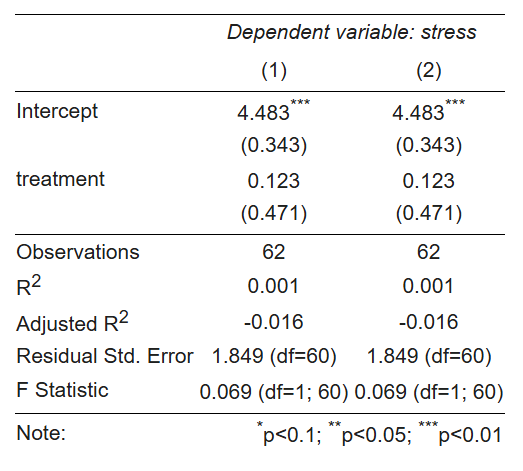 Dependent variable: stress
(1) (2)
Intercept 4.483*** 4.483***
(0.343) (0.343)
treatment 0.123 0.123
(0.471) (0.471)
Observations 62 62
R2 0.001 0.001
Adjusted R2 -0.016 -0.016
Residual Std. Error 1.849 (df=60) 1.849 (df=60)
F Statistic 0.069 (df=1; 60) 0.069 (df=1; 60)
Note: *p<0.1; **p<0.05; ***p<0.01